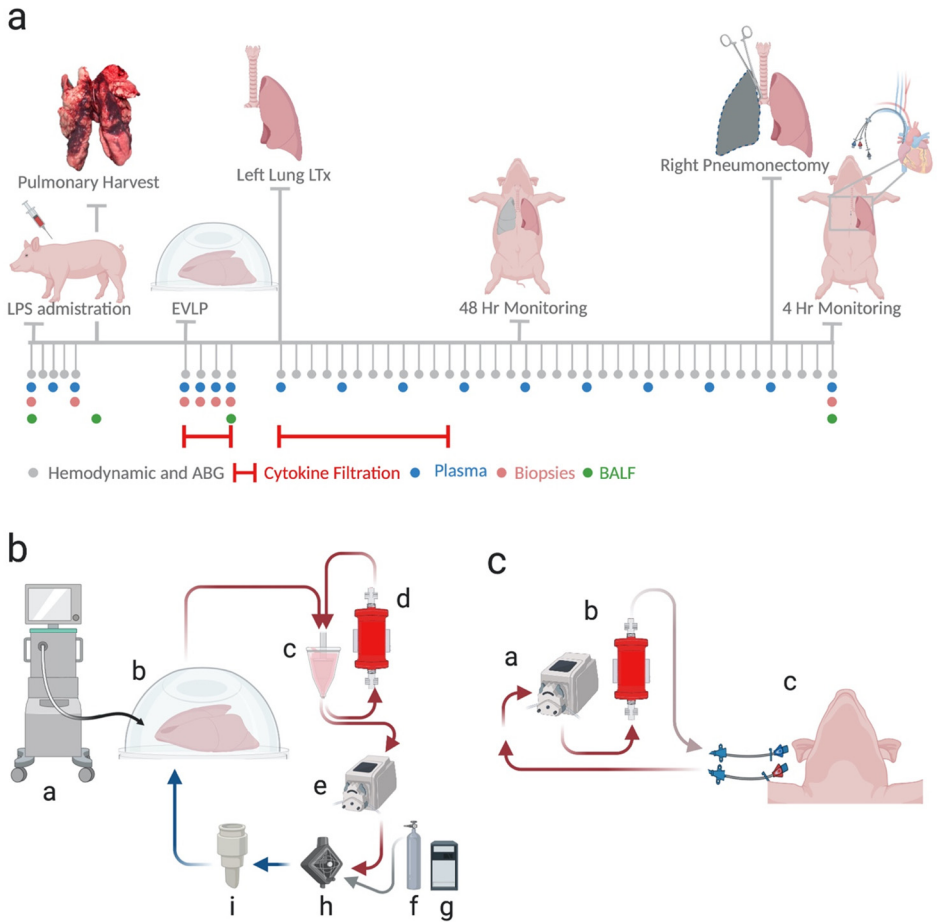 a
Pulmonary Harvest
Left Lung LTx
Right Pneumonectomy
LPS admistration
EVLP
48 Hr Monitoring
4 Hr Monitoring
Hemodynamic and ABG
Cytokine Filtration
Plasma
Biopsies
BALF
b
a
b
c
d
e
f
g
h
i
c
a
b
c